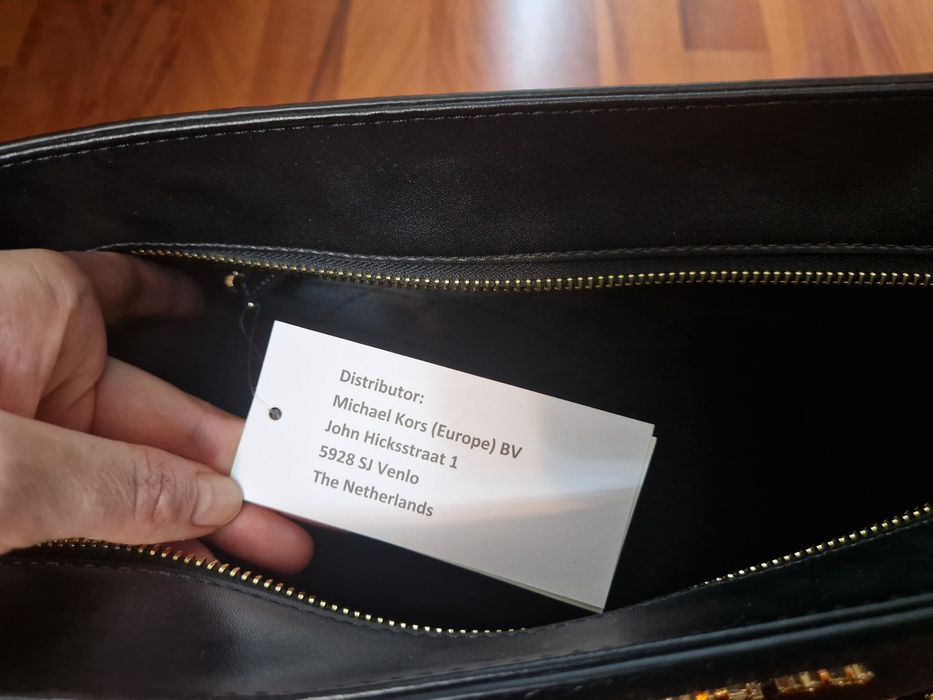 Distributor:
Michael Kors (Europe) BV
John Hicksstraat 1
5928 SJ Venlo
The Netherlands